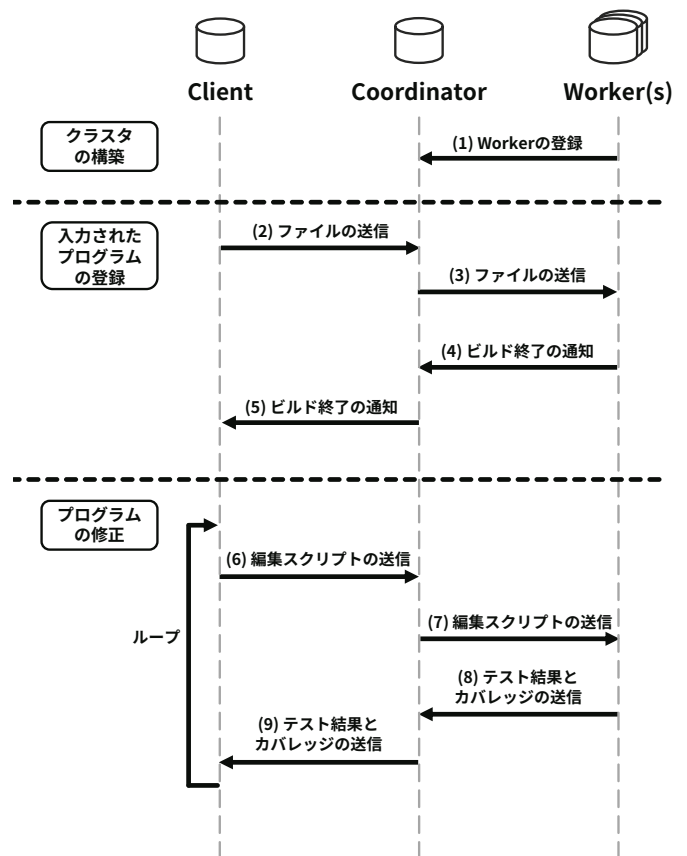 Client
Coordinator
Worker(s)
クラスタ
の構築
(1) Workerの登録
入力された
プログラム
の登録
(2) ファイルの送信
(3) ファイルの送信
(4) ビルド終了の通知
(5) ビルド終了の通知
プログラム
の修正
(6) 編集スクリプトの送信
(7) 編集スクリプトの送信
ループ
(8) テスト結果と
カバレッジの送信
(9) テスト結果と
カバレッジの送信